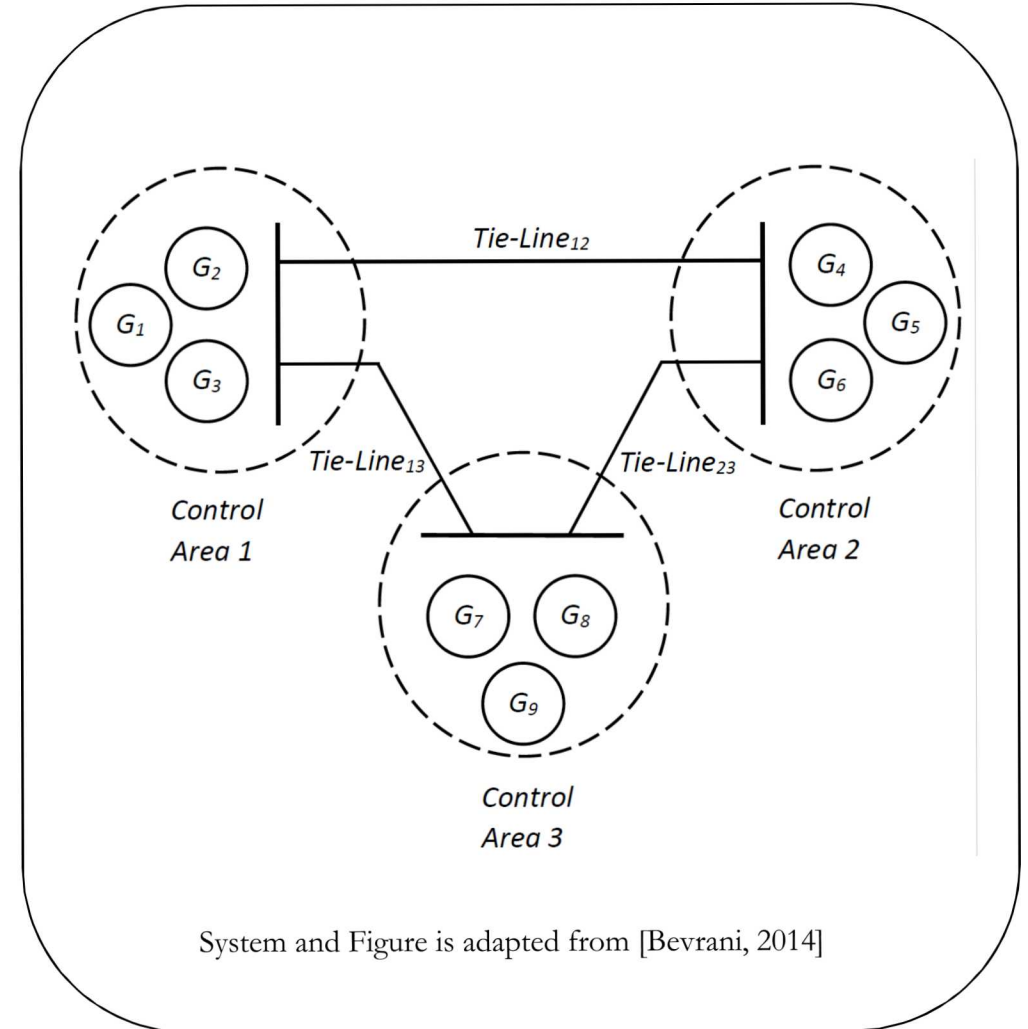 Tie-Line12
G2
G1
G3
G4
G5
G6
Tie-Line13
Tie-Line23
Control
Area 1
Control
Area 2
G7
G8
G9
Control
Area 3
System and Figure is adapted from [Bevrani, 2014]